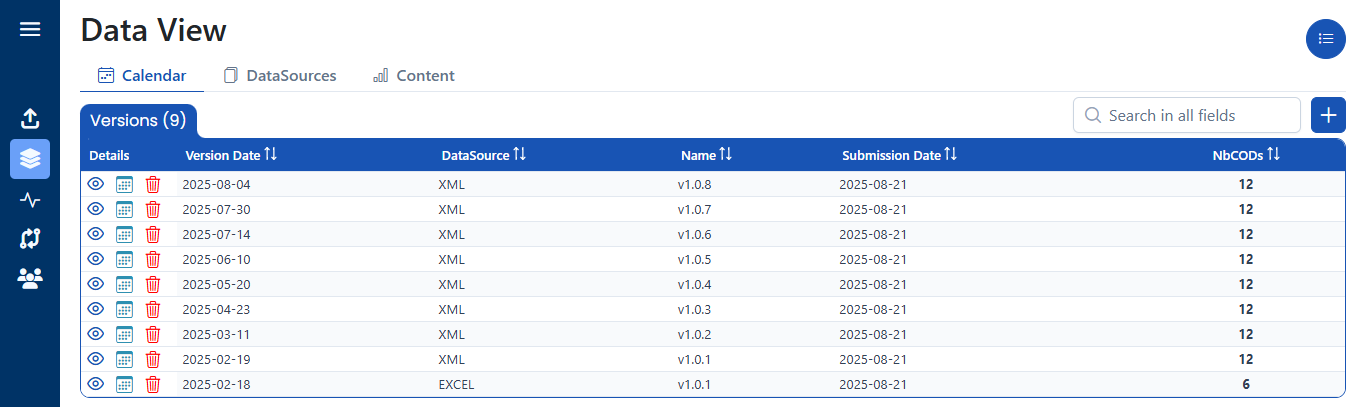 Data View
Calendar DataSources Content
Versions (9) Search in all fields
Details Version Date DataSource Name Submission Date NbCODs
2025-08-04 XML v1.0.8 2025-08-21 12
2025-07-30 XML v1.0.7 2025-08-21 12
2025-07-14 XML v1.0.6 2025-08-21 12
2025-06-10 XML v1.0.5 2025-08-21 12
2025-05-20 XML v1.0.4 2025-08-21 12
2025-04-23 XML v1.0.3 2025-08-21 12
2025-03-11 XML v1.0.2 2025-08-21 12
2025-02-19 XML v1.0.1 2025-08-21 12
2025-02-18 EXCEL v1.0.1 2025-08-21 6